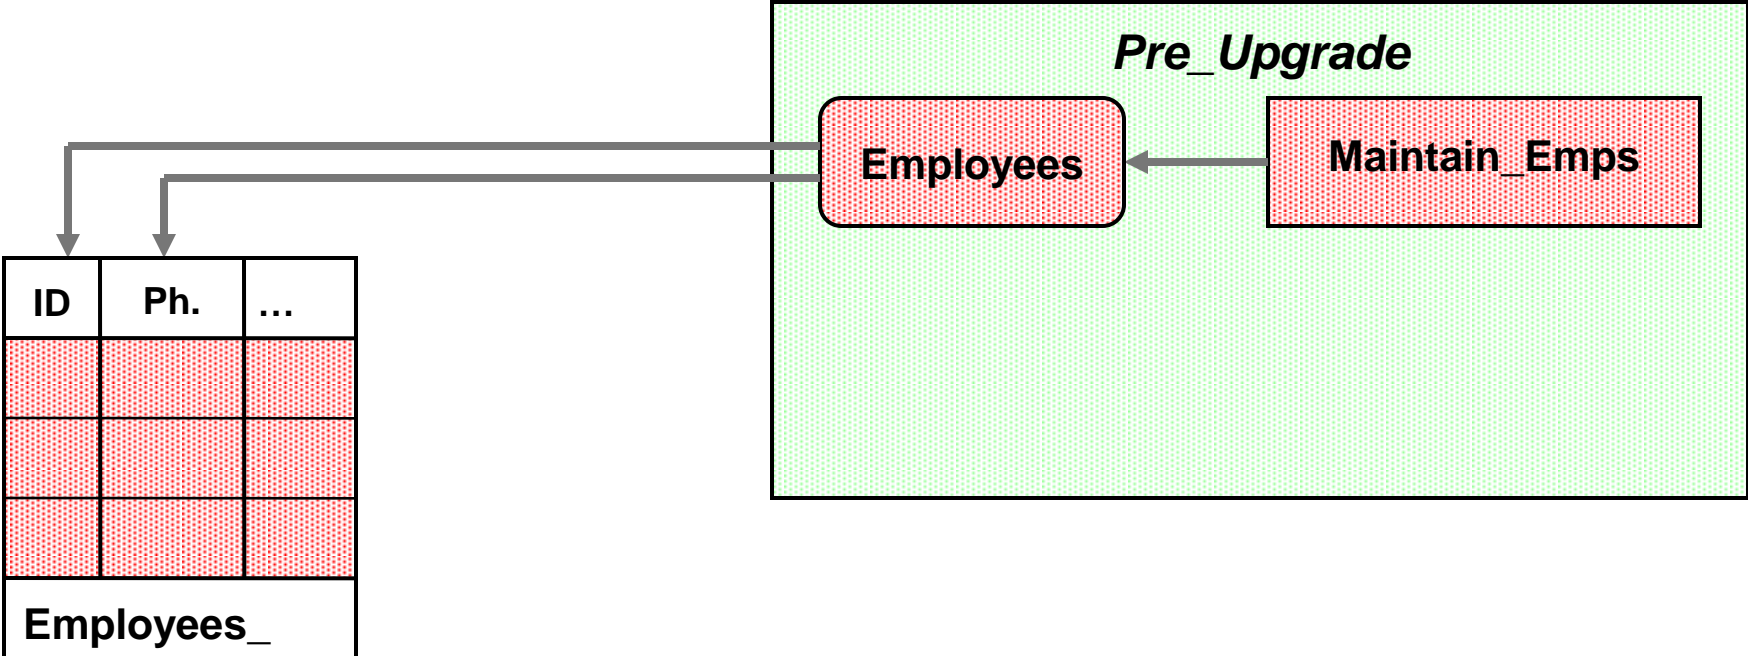 Pre_Upgrade
Employees
Maintain_Emps
ID
Ph.
…
Employees_